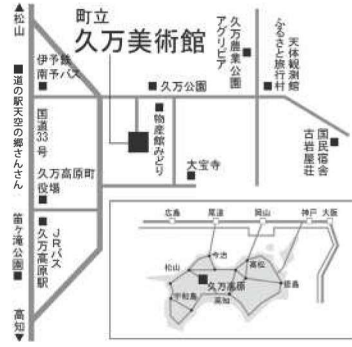 ▲松山
町立
久万美術館
伊予鉄
南予バス
■道の駅天空の郷さんさん
国道33号
久万公園
物産館みどり
久万農業公園
アグリピア
天体観測館
ふるさと旅行村
国民宿舎
古岩屋荘
大宝寺
久万高原町
役場
JRバス
久万高原駅
笛ヶ滝公園■
高知▼
広島
尾道
岡山
神戸
大阪
今治
松山
高松
久万高原
徳島
宇和島
高知